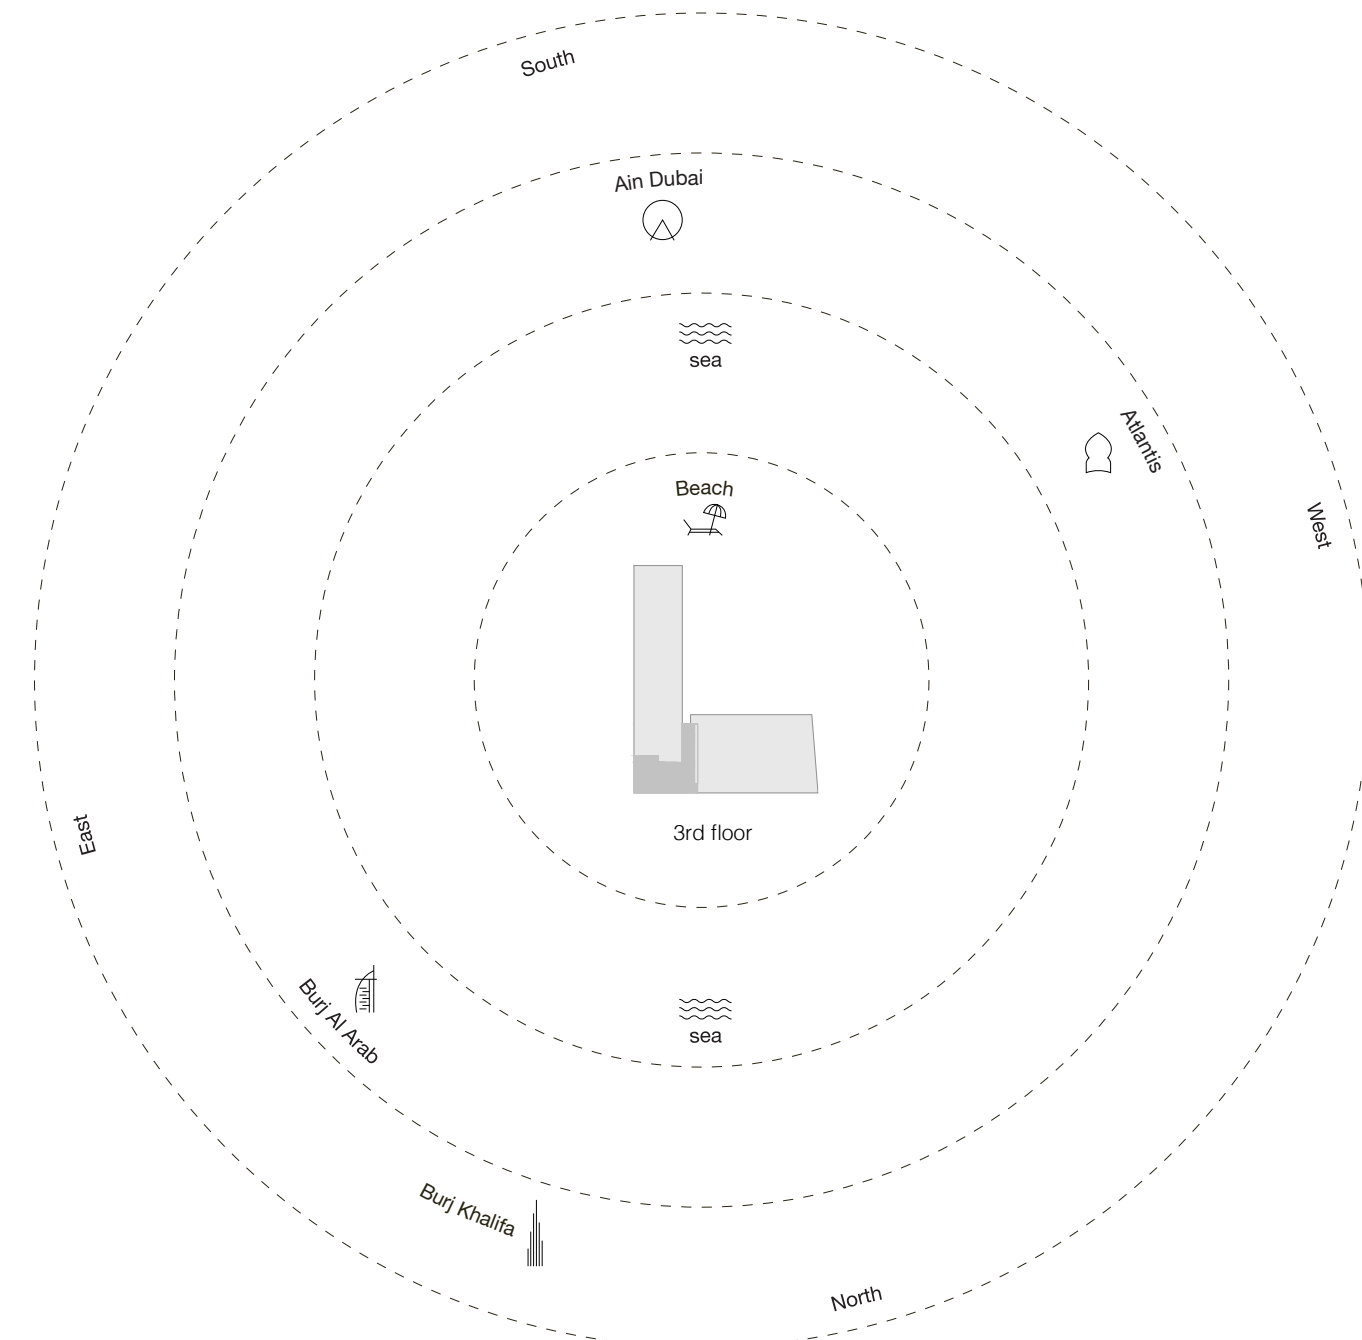 South
Ain Dubai
sea
Atlantis
Beach
West
3rd floor
East
Burj Al Arab
sea
Burj Khalifa
North